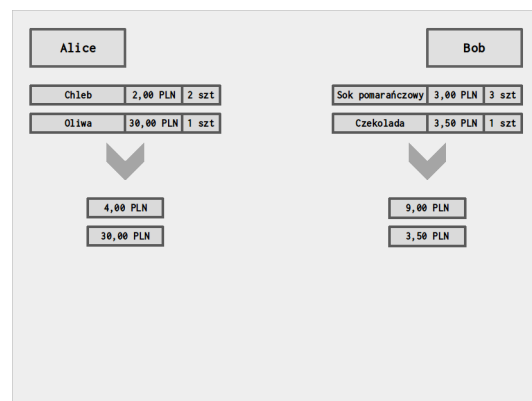 Alice
Bob
Chleb 2,00 PLN 2 szt
Oliwa 30,00 PLN 1 szt
Sok pomarańczowy 3,00 PLN 3 szt
Czekolada 3,50 PLN 1 szt
4,00 PLN
30,00 PLN
9,00 PLN
3,50 PLN